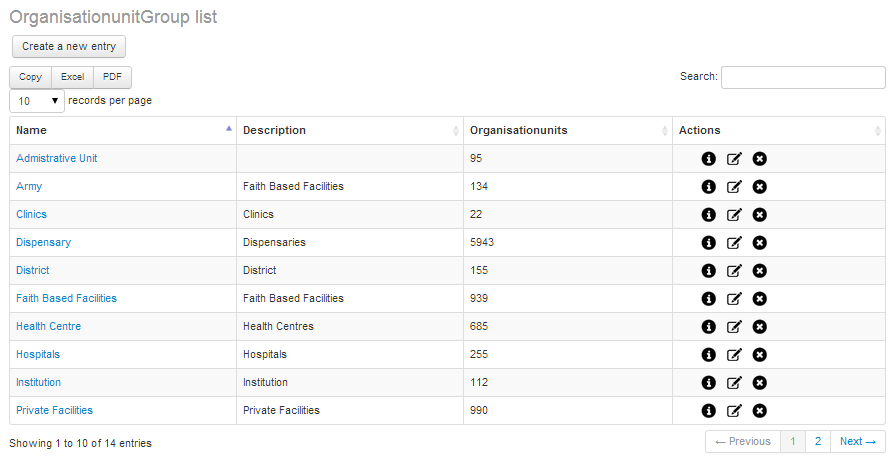 OrganisationunitGroup list
Create a new entry
Copy Excel PDF Search:
10 records per page
Name Description Organisationunits Actions
Admistrative Unit 95
Army Faith Based Facilities 134
Clinics Clinics 22
Dispensary Dispensaries 5943
District District 155
Faith Based Facilities Faith Based Facilities 939
Health Centre Health Centres 685
Hospitals Hospitals 255
Institution Institution 112
Private Facilities Private Facilities 990
Showing 1 to 10 of 14 entries ← Previous 1 2 Next →